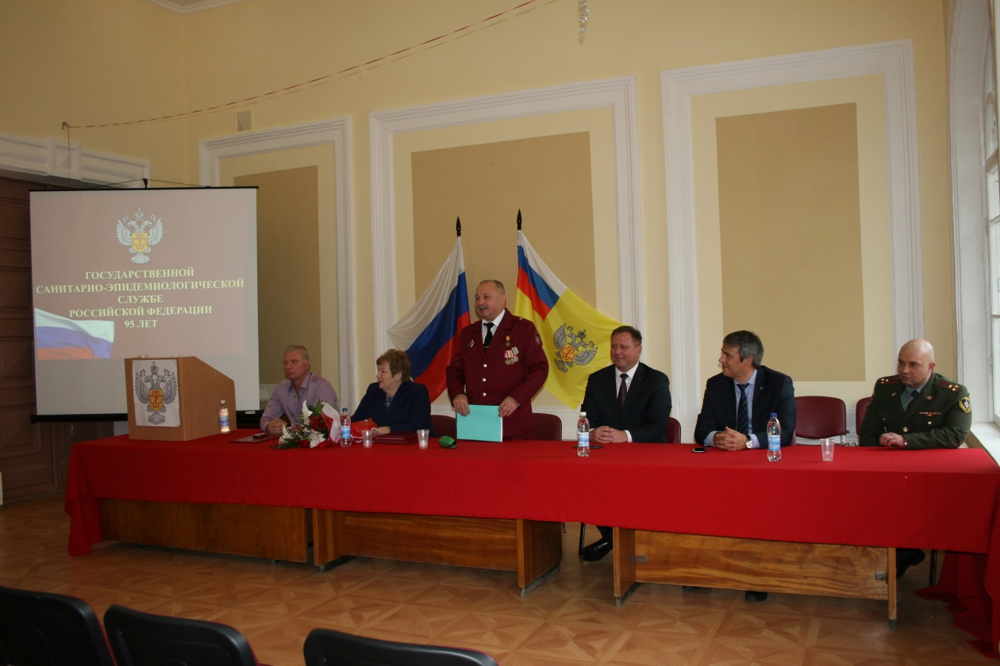 ГОСУДАРСТВЕННОЙ
САНИТАРНО-ЭПИДЕМИОЛОГИЧЕСКОЙ
СЛУЖБЕ
РОССИЙСКОЙ ФЕДЕРАЦИИ
95 ЛЕТ